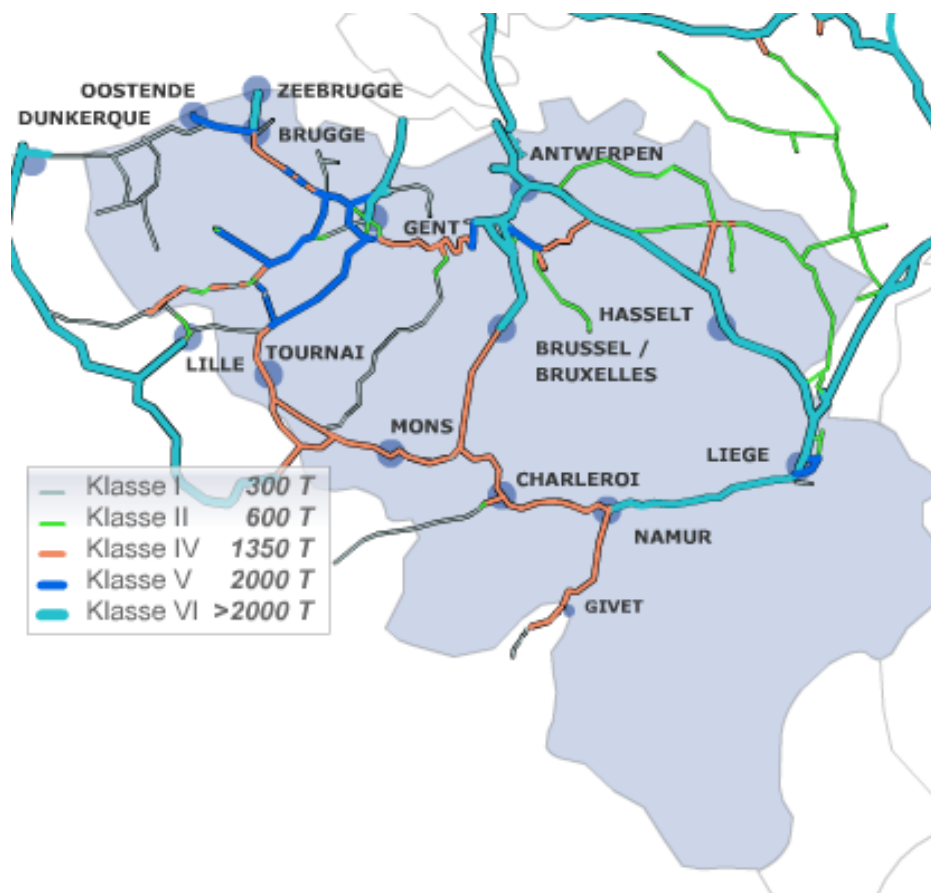 OOSTENDE
ZEEBRUGGE
DUNKERQUE
BRUGGE
ANTWERPEN
GENT
HASSELT
LILLE
TOURNAI
BRUSSEL /
BRUXELLES
MONS
LIEGE
CHARLEROI
NAMUR
GIVET
Klasse I 300 T
Klasse II 600 T
Klasse IV 1350 T
Klasse V 2000 T
Klasse VI >2000 T